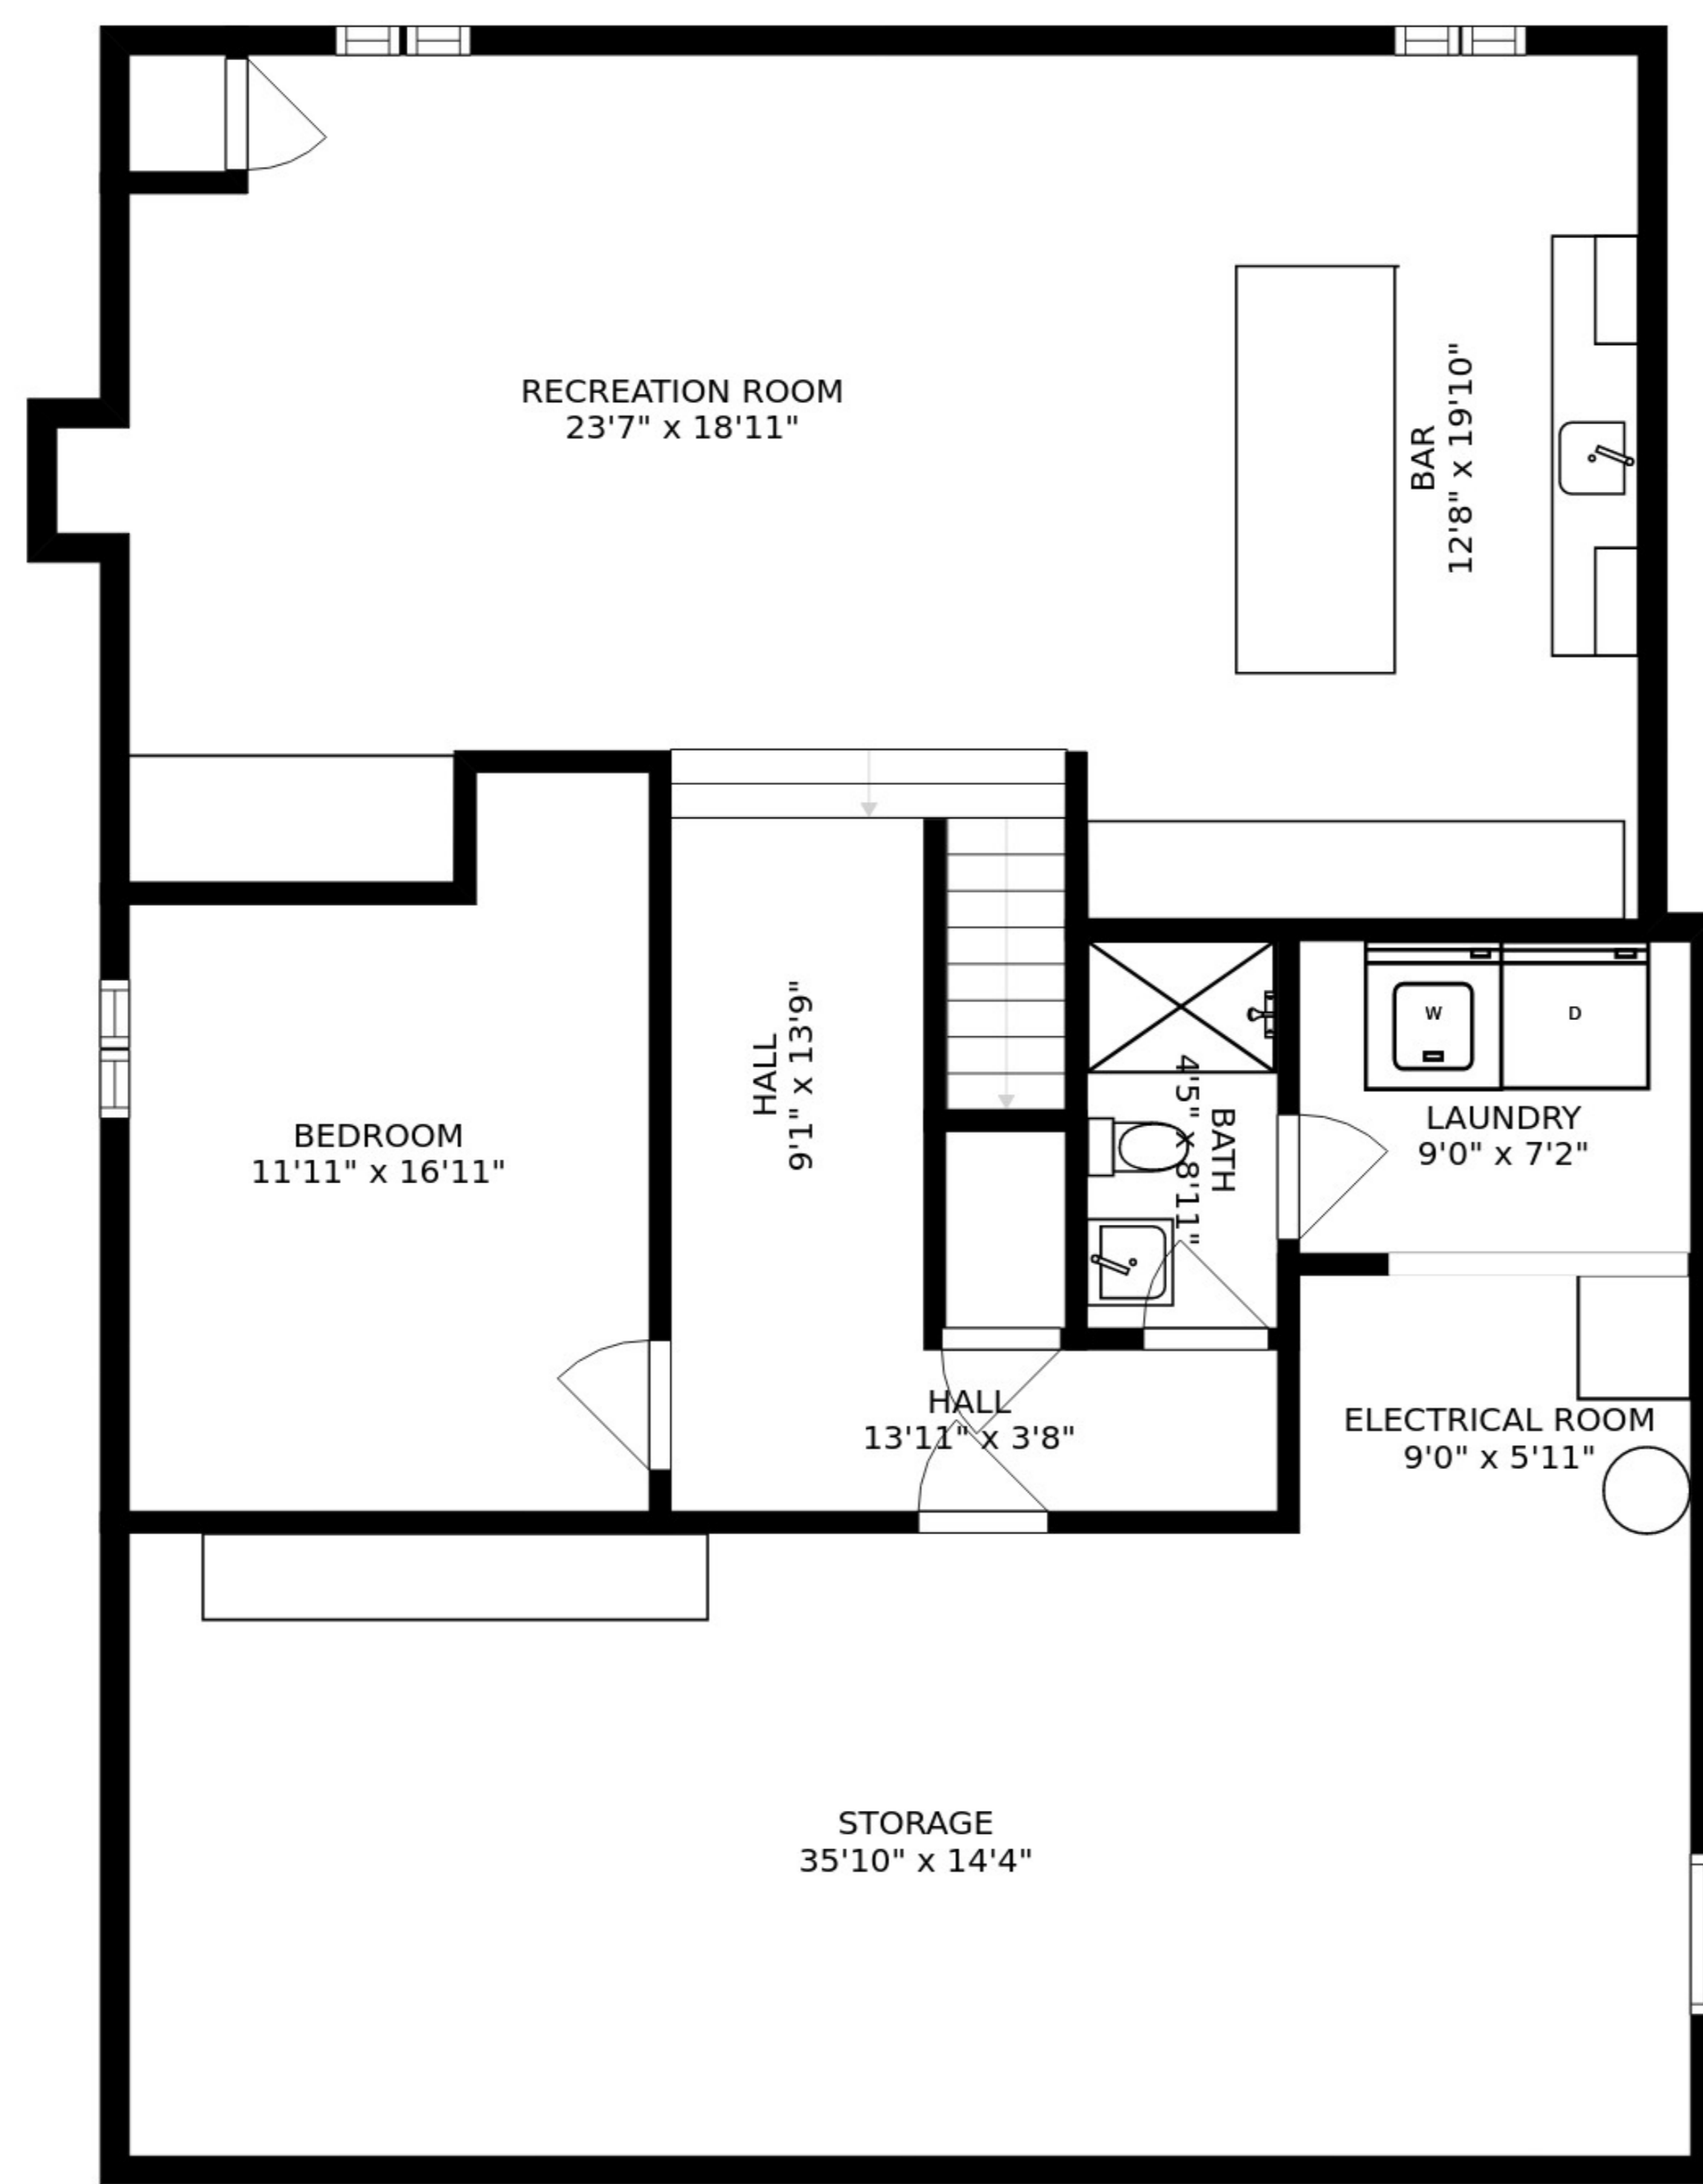 RECREATION ROOM
23'7" x 18'11"
BAR
12'8" x 19'10"
HALL
9'1" x 13'9"
BATH
4'5" x 8'11"
W
D
LAUNDRY
9'0" x 7'2"
BEDROOM
11'11" x 16'11"
HALL
13'11" x 3'8"
ELECTRICAL ROOM
9'0" x 5'11"
STORAGE
35'10" x 14'4"